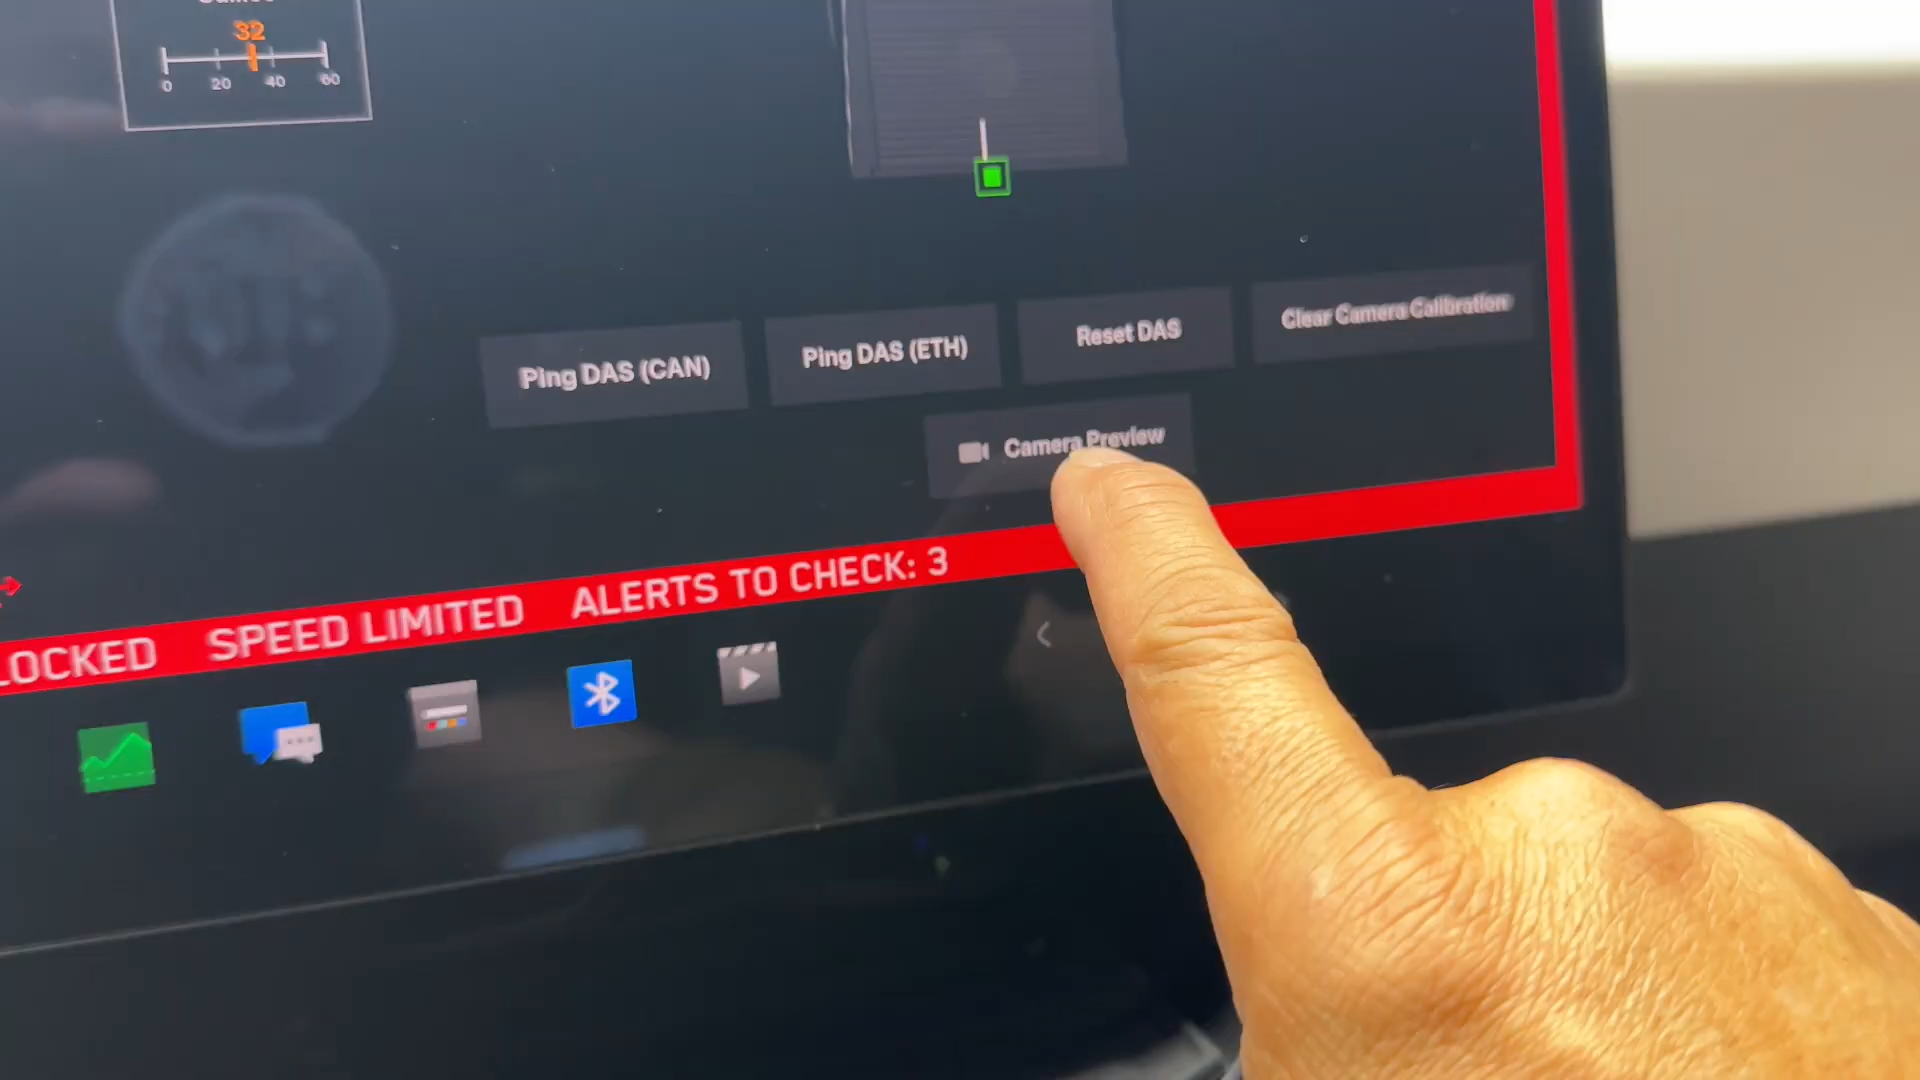 32
0 20 40 60
Ping DAS (CAN)
Ping DAS (ETH)
Reset DAS
Clear Camera Calibration
Camera Preview
LOCKED SPEED LIMITED ALERTS TO CHECK: 3